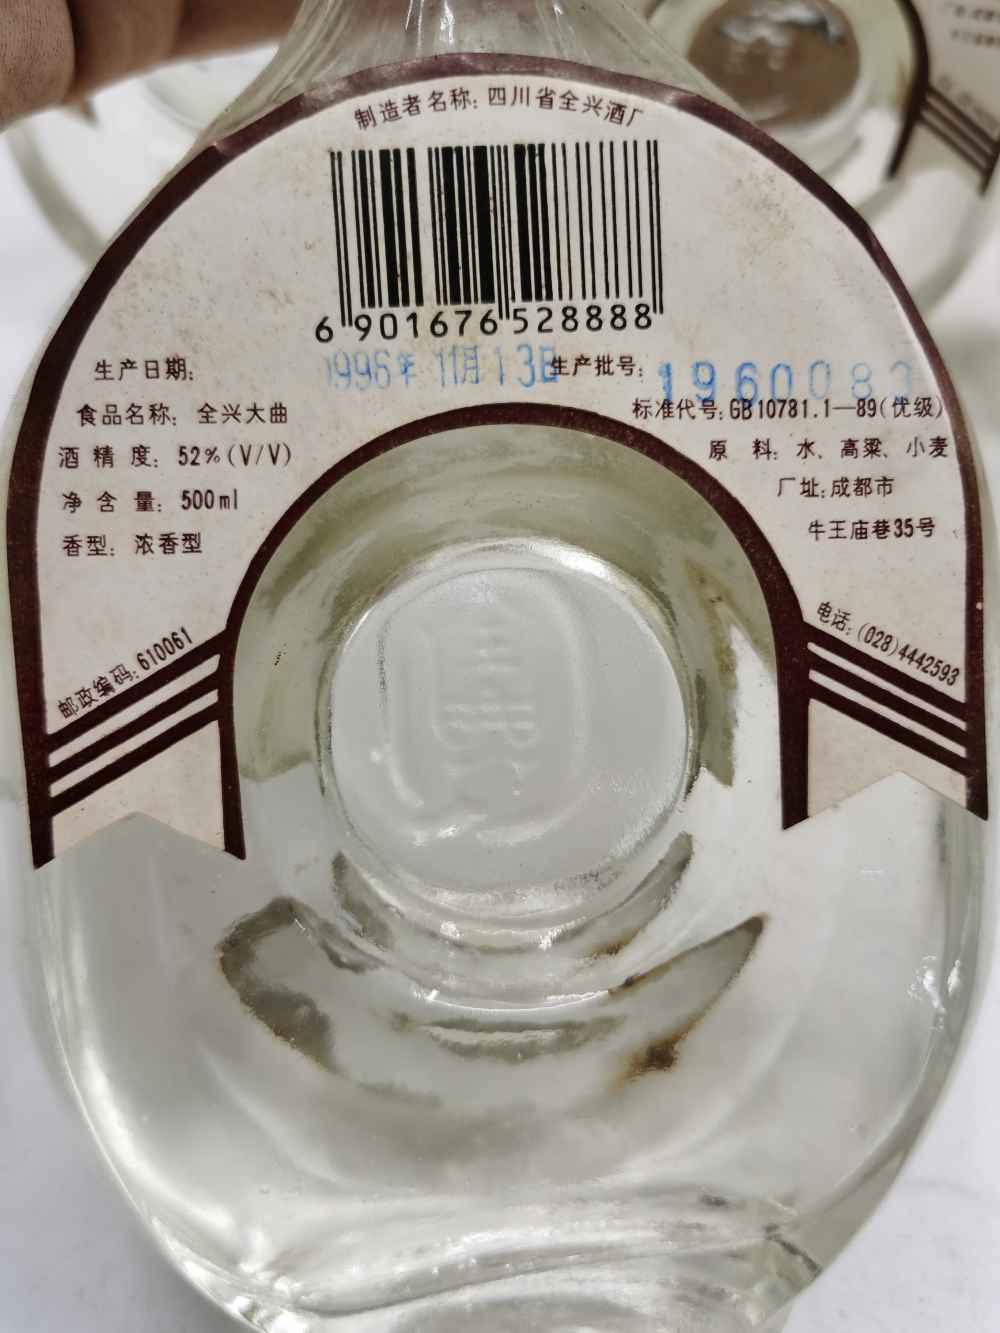 制造者名称：四川省全兴酒厂
6 901676 528888
生产日期： 1996年 11月13日 生产批号：
食品名称： 全兴大曲 标准代号：GB10781.1—89（优级）
酒 精 度： 52%（V/V） 原 料：水、高粱、小麦
净 含 量： 500ml 厂址：成都市
香型： 浓香型 牛王庙巷35号
邮政编码：610061 电话：（028）4442593